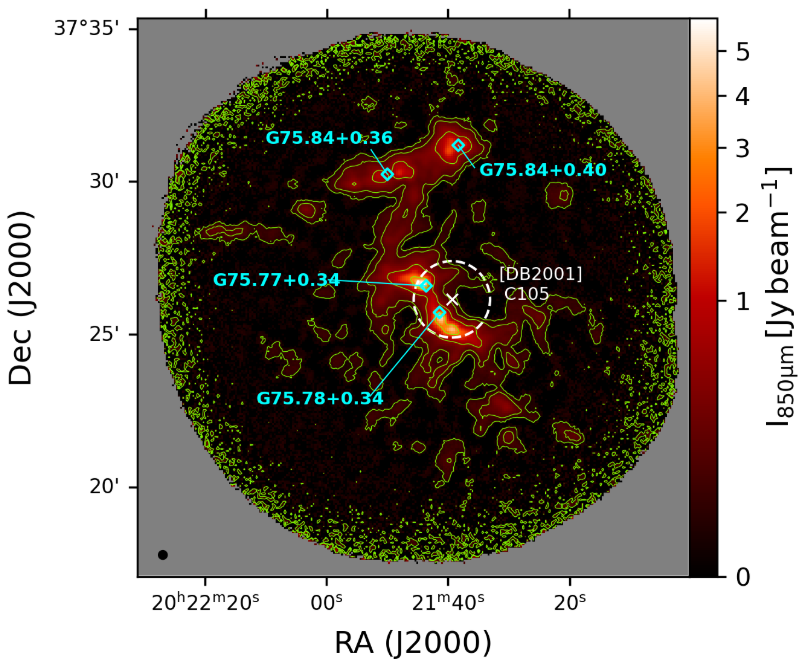 37°35'
5
4
G75.84+0.36
3
G75.84+0.40
30'
2
[DB2001]
G75.77+0.34
C105
1
25'
G75.78+0.34
20'
0
20ʰ22ᵐ20ˢ 00ˢ 21ᵐ40ˢ 20ˢ
RA (J2000)
Dec (J2000)
I₈₅₀μₘ [Jy beam⁻¹]